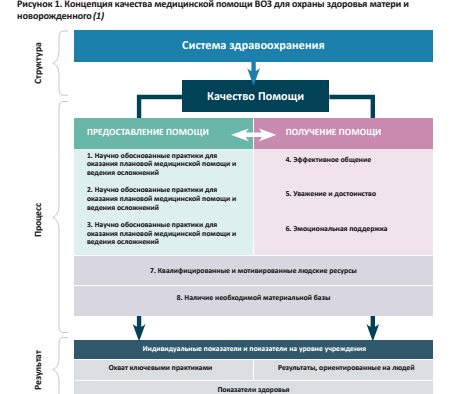 Рисунок 1. Концепция качества медицинской помощи ВОЗ для охраны здоровья матери и
новорожденного (1)
Структура
Система здравоохранения
Качество Помощи
Процесс
ПРЕДОСТАВЛЕНИЕ ПОМОЩИ
ПОЛУЧЕНИЕ ПОМОЩИ
1. Научно обоснованные практики для
оказания плановой медицинской помощи и
ведения осложнений
2. Научно обоснованные практики для
оказания плановой медицинской помощи и
ведения осложнений
3. Научно обоснованные практики для
оказания плановой медицинской помощи и
ведения осложнений
4. Эффективное общение
5. Уважение и достоинство
6. Эмоциональная поддержка
7. Квалифицированные и мотивированные людские ресурсы
8. Наличие необходимой материальной базы
Результат
Индивидуальные показатели и показатели на уровне учреждения
Охват ключевыми практиками
Результаты, ориентированные на людей
Показатели здоровья